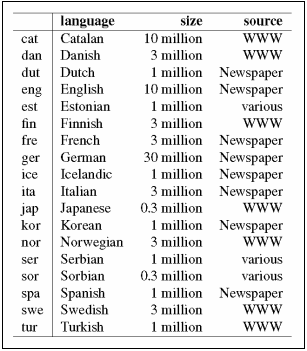 language size source
cat Catalan 10 million WWW
dan Danish 3 million WWW
dut Dutch 1 million Newspaper
eng English 10 million Newspaper
est Estonian 1 million various
fin Finnish 3 million WWW
fre French 3 million Newspaper
ger German 30 million Newspaper
ice Icelandic 1 million Newspaper
ita Italian 3 million Newspaper
jap Japanese 0.3 million WWW
kor Korean 1 million Newspaper
nor Norwegian 3 million WWW
ser Serbian 1 million various
sor Sorbian 0.3 million various
spa Spanish 1 million Newspaper
swe Swedish 3 million WWW
tur Turkish 1 million WWW